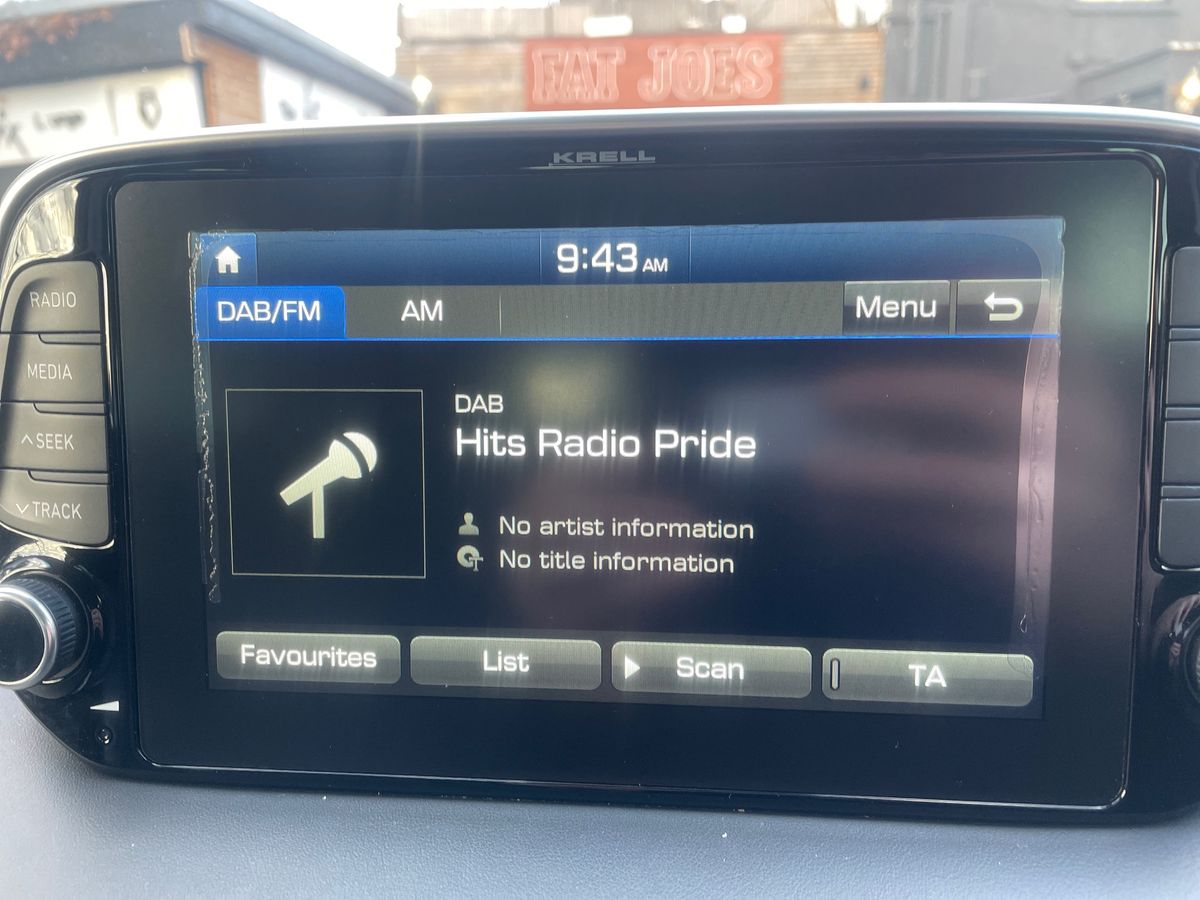 FAT JOES
KRELL
9:43 AM
DAB/FM
AM
Menu
RADIO
MEDIA
SEEK
TRACK
DAB
Hits Radio Pride
No artist information
No title information
Favourites
List
Scan
TA